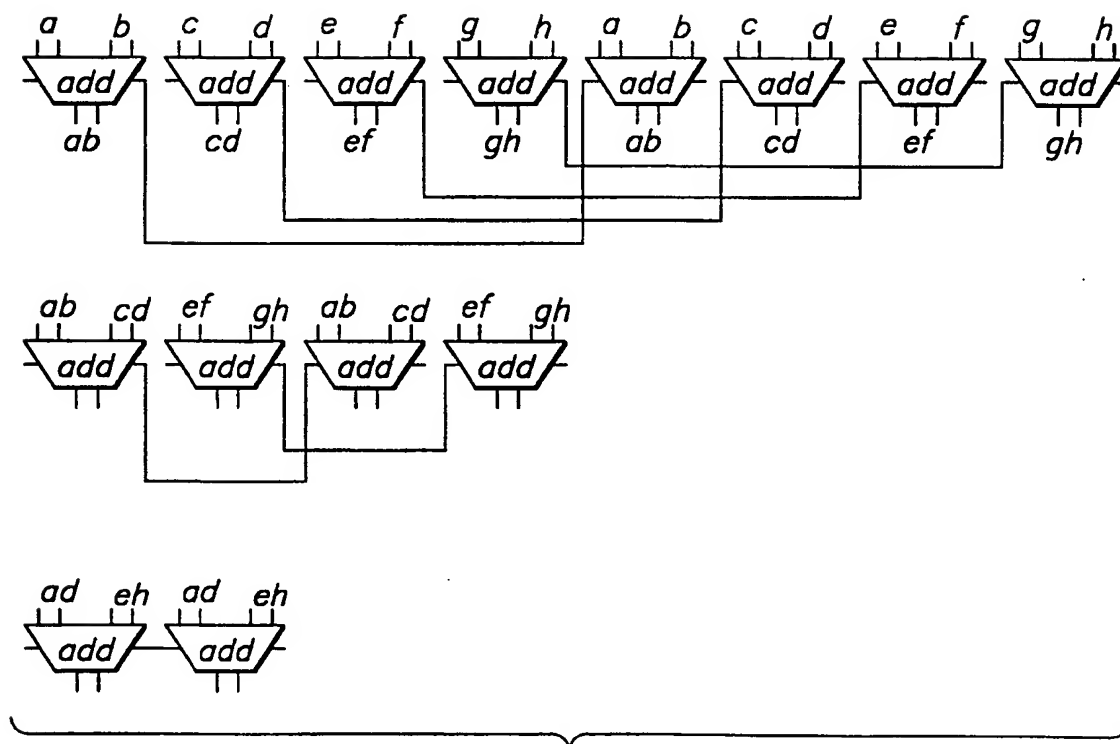 a b c d e f g h a b c d e f g h
add add add add add add add add
ab cd ef gh ab cd ef gh
ab cd ef gh ab cd ef gh
add add add add
ad eh ad eh
add add